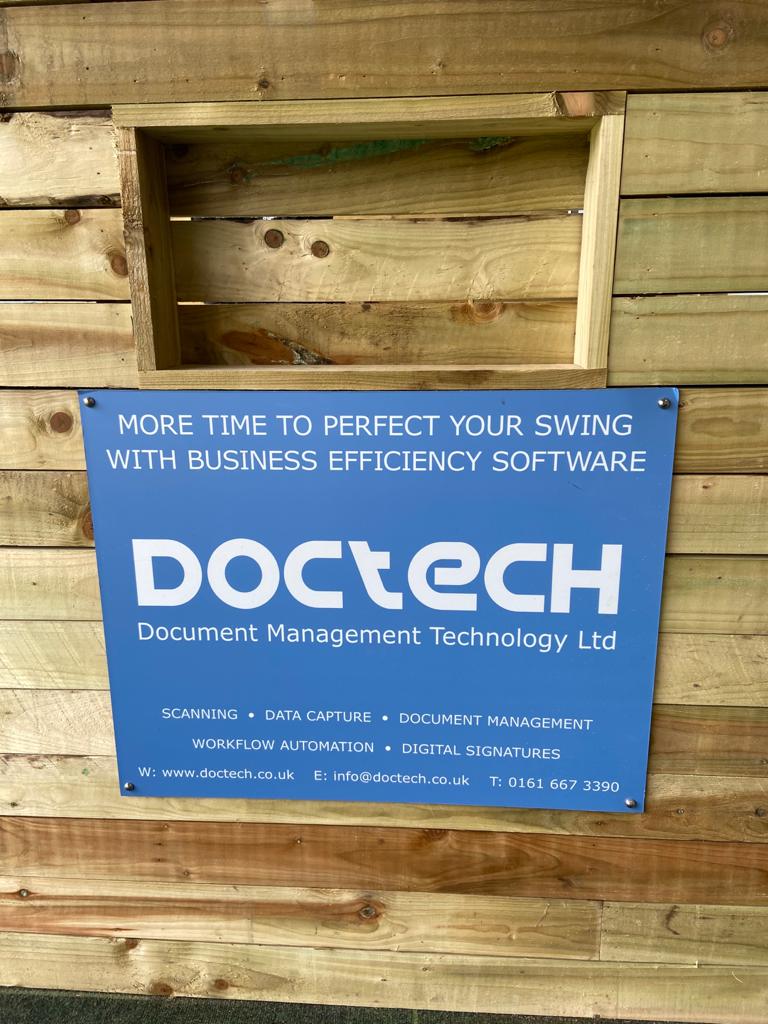 MORE TIME TO PERFECT YOUR SWING
WITH BUSINESS EFFICIENCY SOFTWARE
DOCtECH
Document Management Technology Ltd
SCANNING • DATA CAPTURE • DOCUMENT MANAGEMENT
WORKFLOW AUTOMATION • DIGITAL SIGNATURES
W: www.doctech.co.uk E: info@doctech.co.uk T: 0161 667 3390